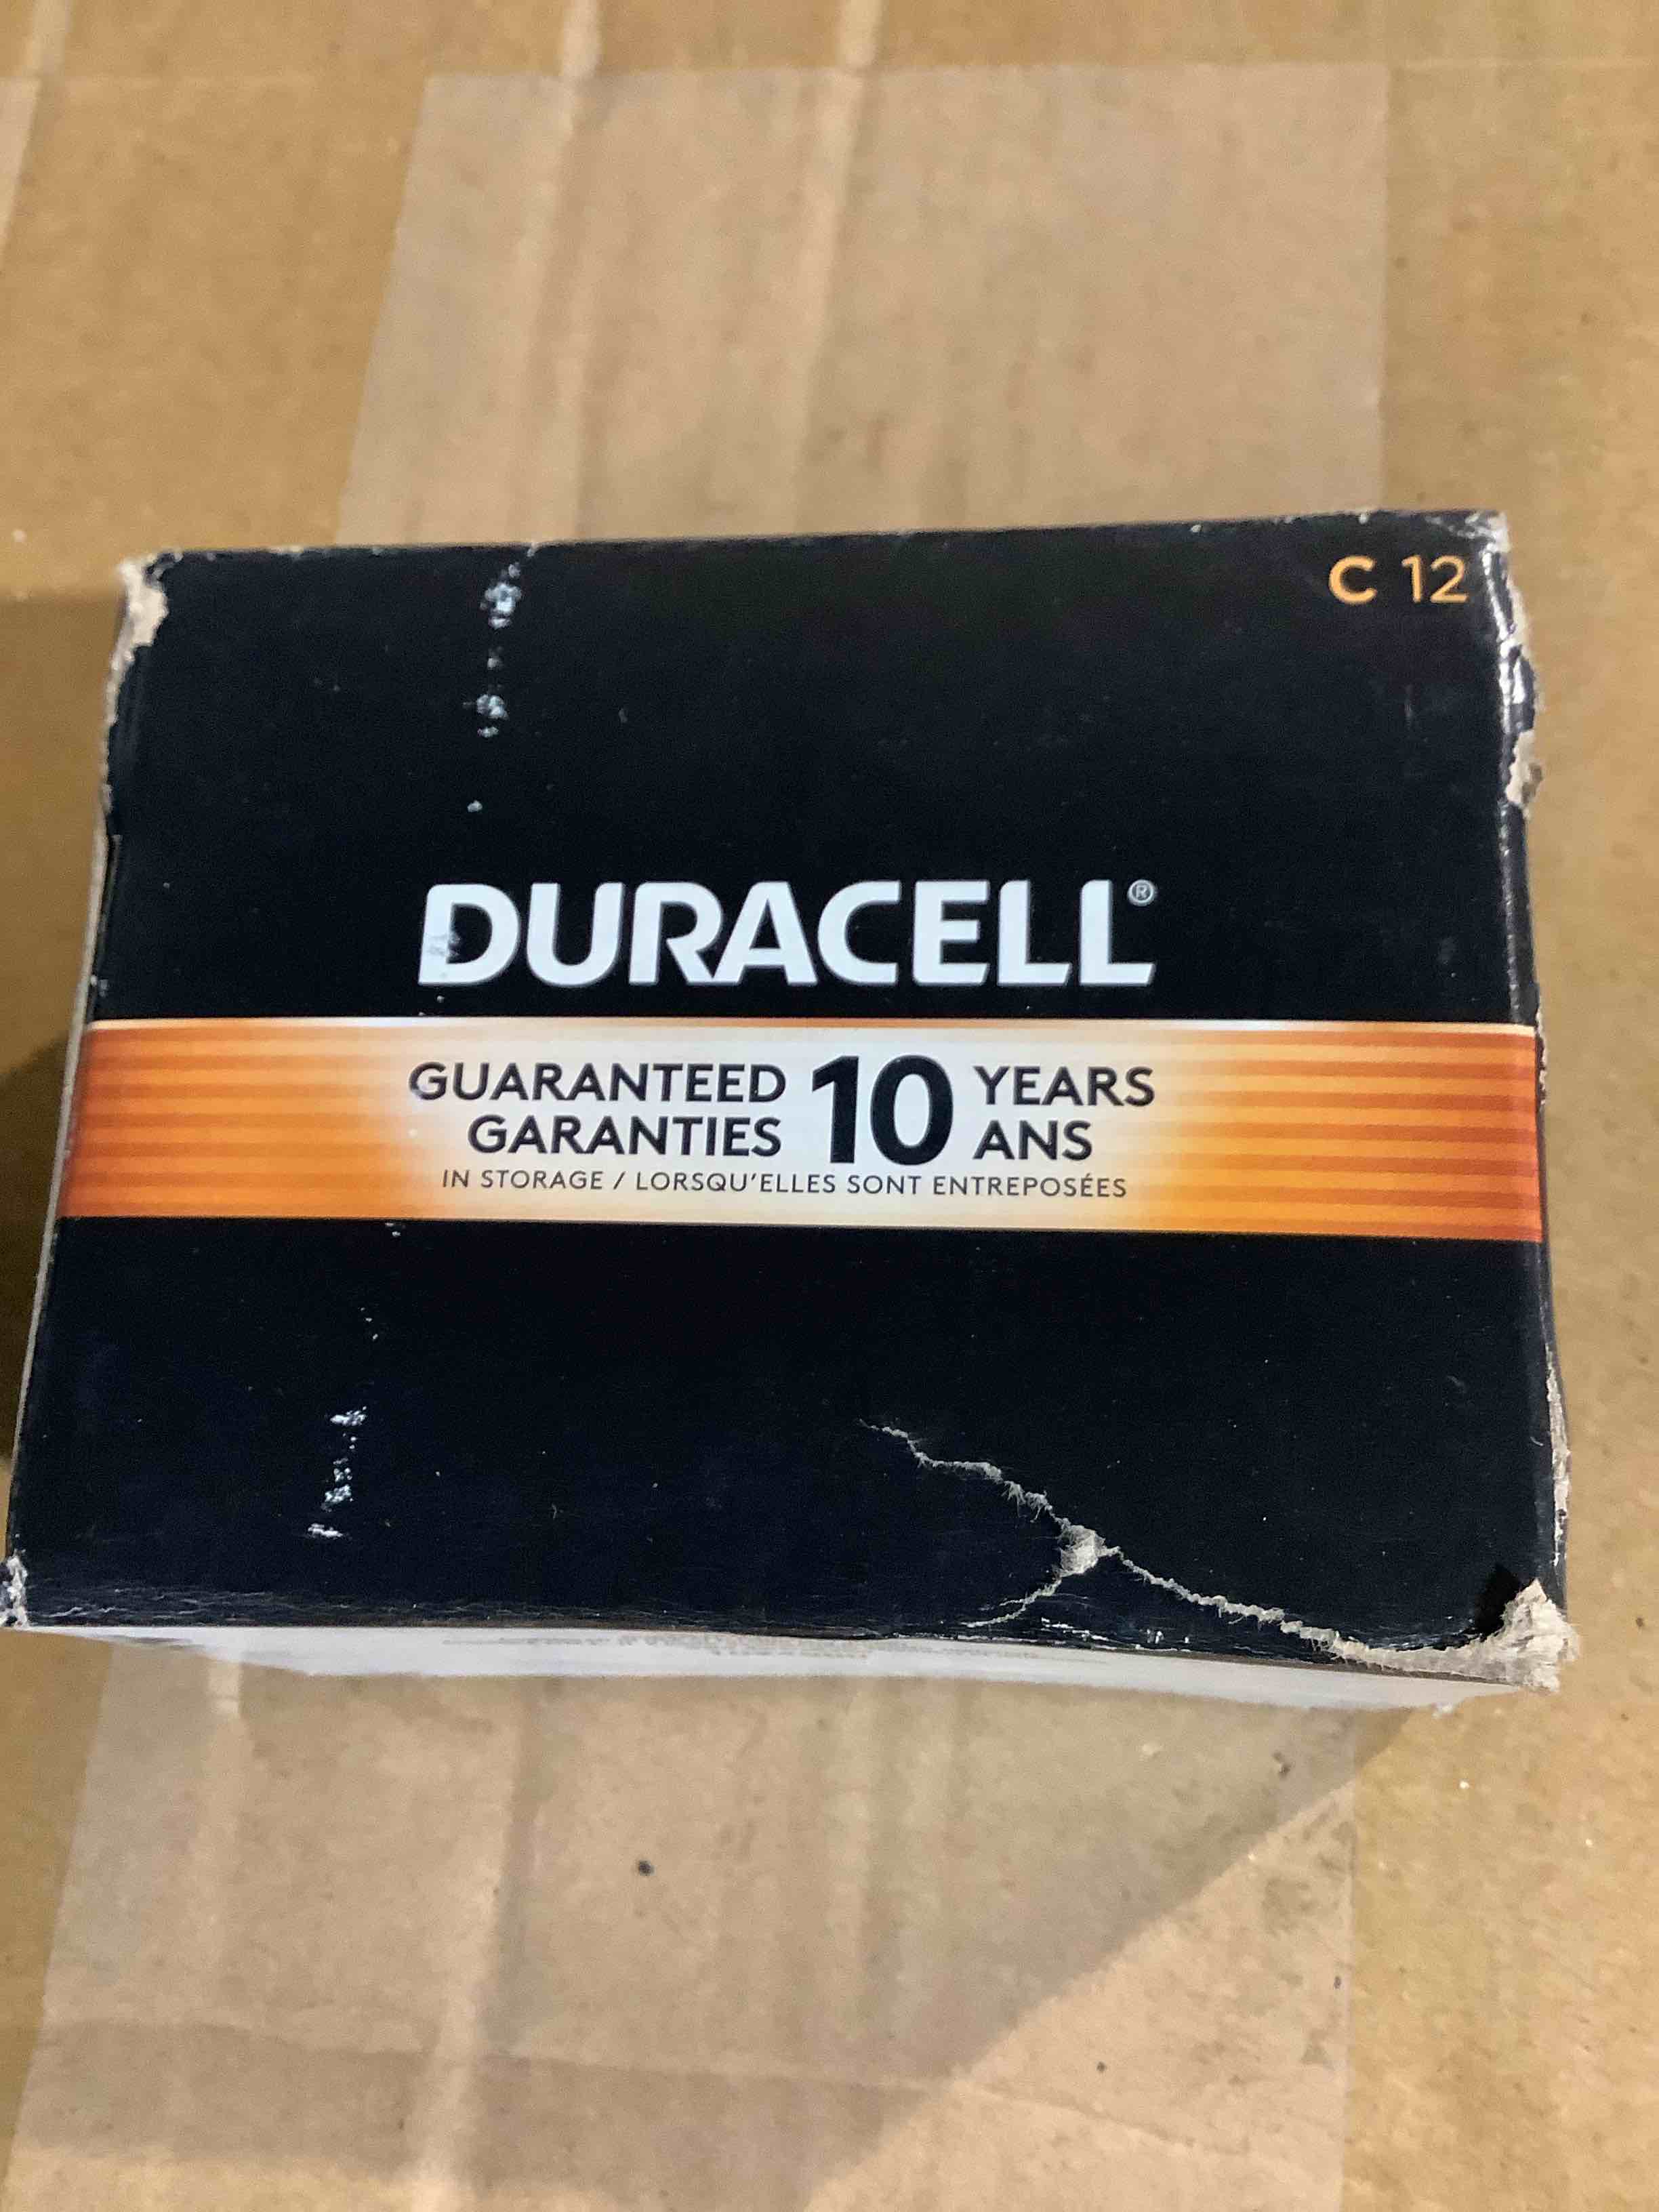 C 12
DURACELL®
GUARANTEED 10 YEARS
GARANTIES ANS
IN STORAGE / LORSQU'ELLES SONT ENTREPOSÉES